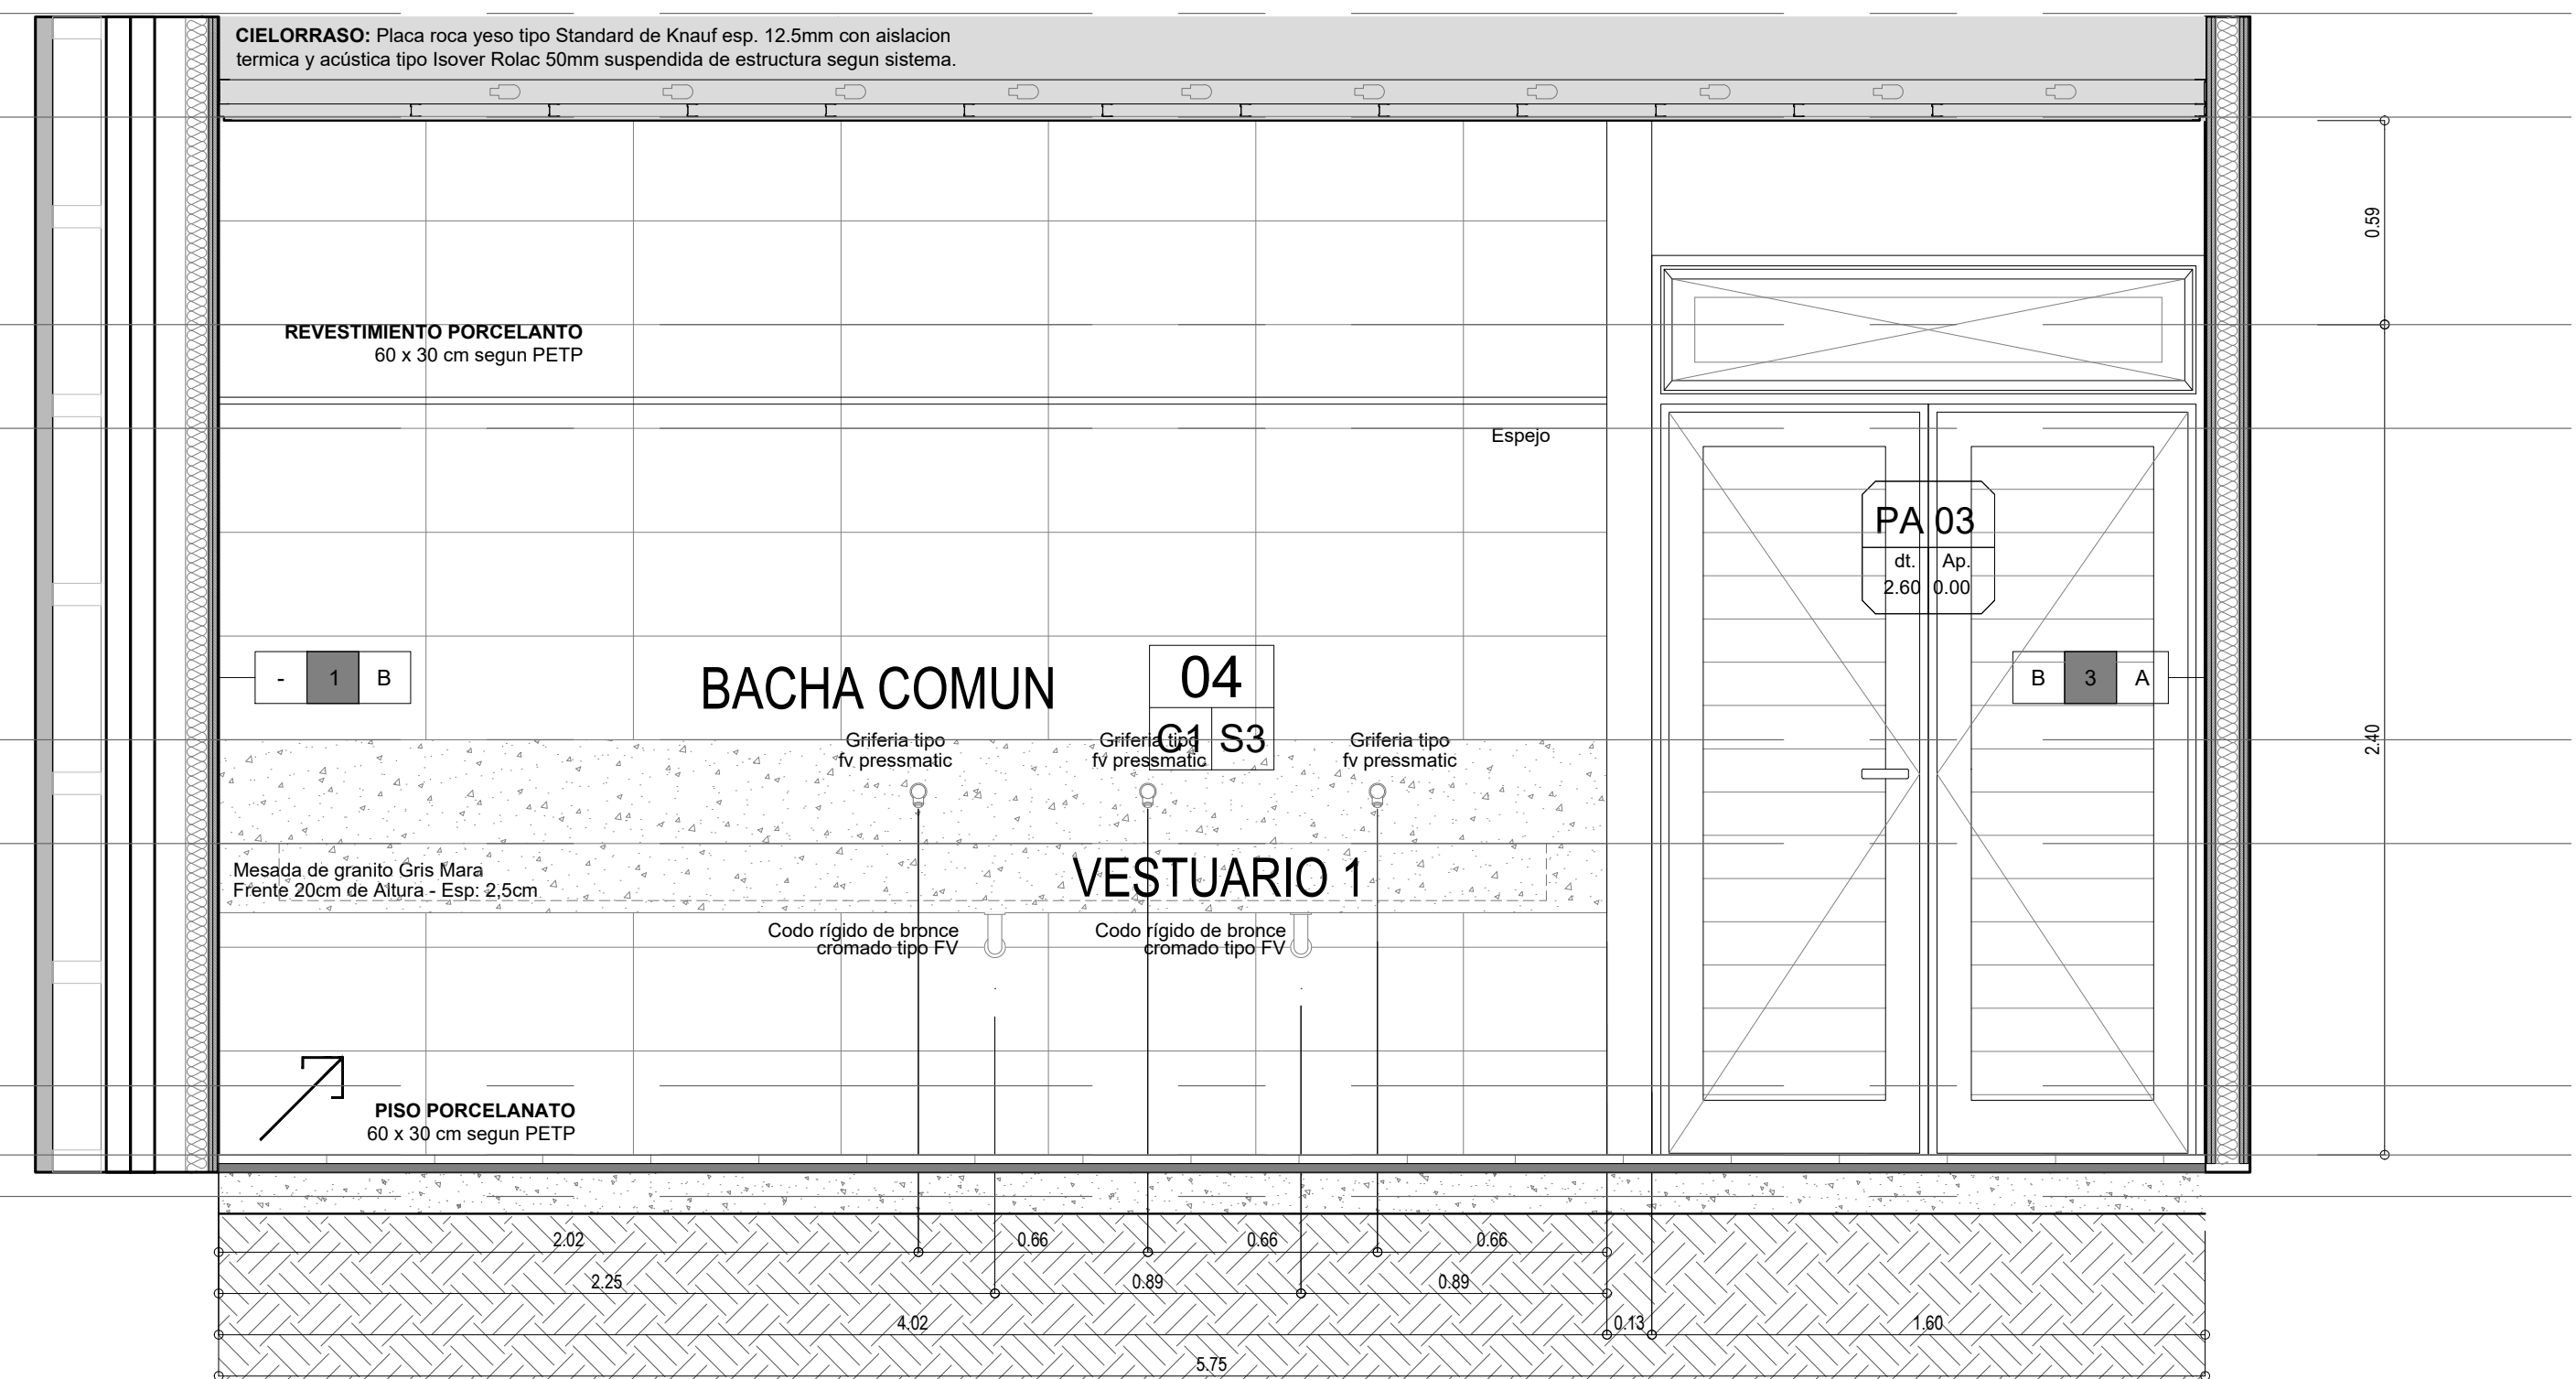 CIELORRASO: Placa roca yeso tipo Standard de Knauf esp. 12.5mm con aislacion
termica y acústica tipo Isover Rolac 50mm suspendida de estructura segun sistema.
0.59
REVESTIMIENTO PORCELANTO
60 x 30 cm segun PETP
Espejo
PA 03
dt. Ap.
2.60 0.00
- 1 B
BACHA COMUN
04
C1 S3
B 3 A
2.40
Griferia tipo
fv pressmatic
Griferia tipo
fv pressmatic
Griferia tipo
fv pressmatic
Mesada de granito Gris Mara
Frente 20cm de Altura - Esp: 2,5cm
VESTUARIO 1
Codo rígido de bronce
cromado tipo FV
Codo rígido de bronce
cromado tipo FV
PISO PORCELANATO
60 x 30 cm segun PETP
2.02 0.66 0.66 0.66
2.25 0.89 0.89
4.02 0.13 1.60
5.75